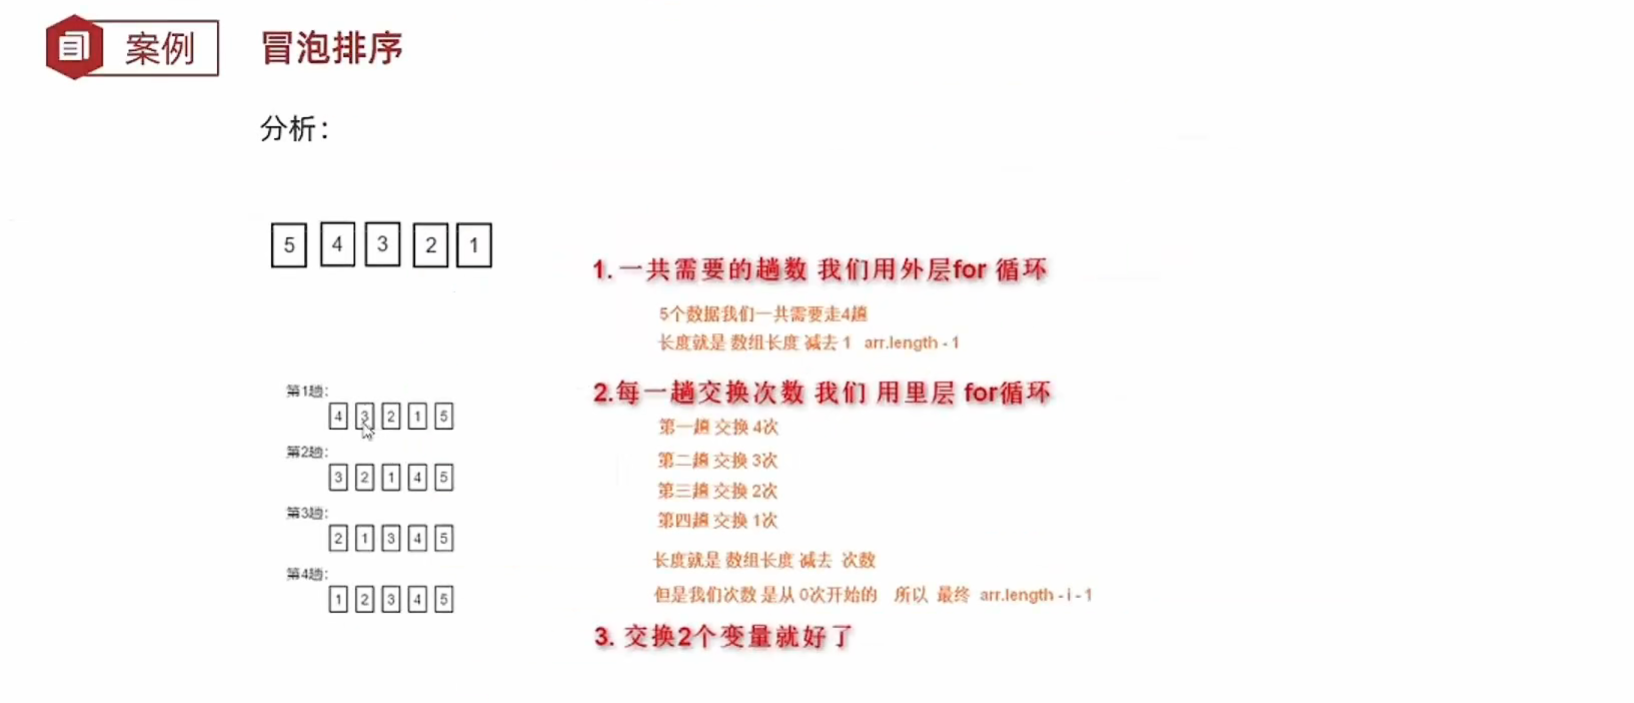 案例
冒泡排序
分析：
5 4 3 2 1
第1趟：
4 3 2 1 5
第2趟：
3 2 1 4 5
第3趟：
2 1 3 4 5
第4趟：
1 2 3 4 5
1. 一共需要的趟数 我们用外层for 循环
5个数据我们一共需要走4趟
长度就是 数组长度 减去 1 arr.length - 1
2.每一趟交换次数 我们 用里层 for循环
第一趟 交换 4次
第二趟 交换 3次
第三趟 交换 2次
第四趟 交换 1次
长度就是 数组长度 减去 次数
但是我们次数 是从 0次开始的 所以 最终 arr.length - i - 1
3. 交换2个变量就好了